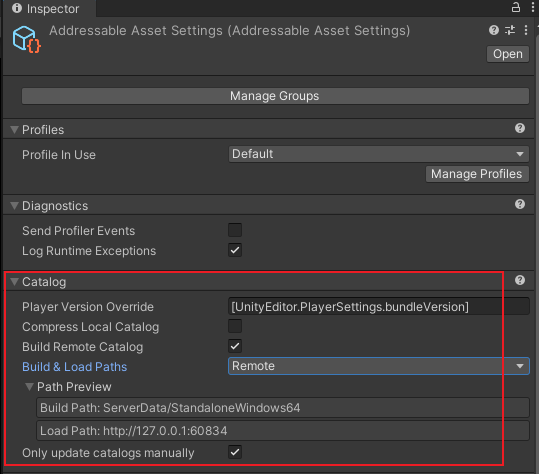 Inspector
Addressable Asset Settings (Addressable Asset Settings)
Open
Manage Groups
Profiles
Profile In Use Default
Manage Profiles
Diagnostics
Send Profiler Events
Log Runtime Exceptions
Catalog
Player Version Override [UnityEditor.PlayerSettings.bundleVersion]
Compress Local Catalog
Build Remote Catalog
Build & Load Paths Remote
Path Preview
Build Path: ServerData/StandaloneWindows64
Load Path: http://127.0.0.1:60834
Only update catalogs manually